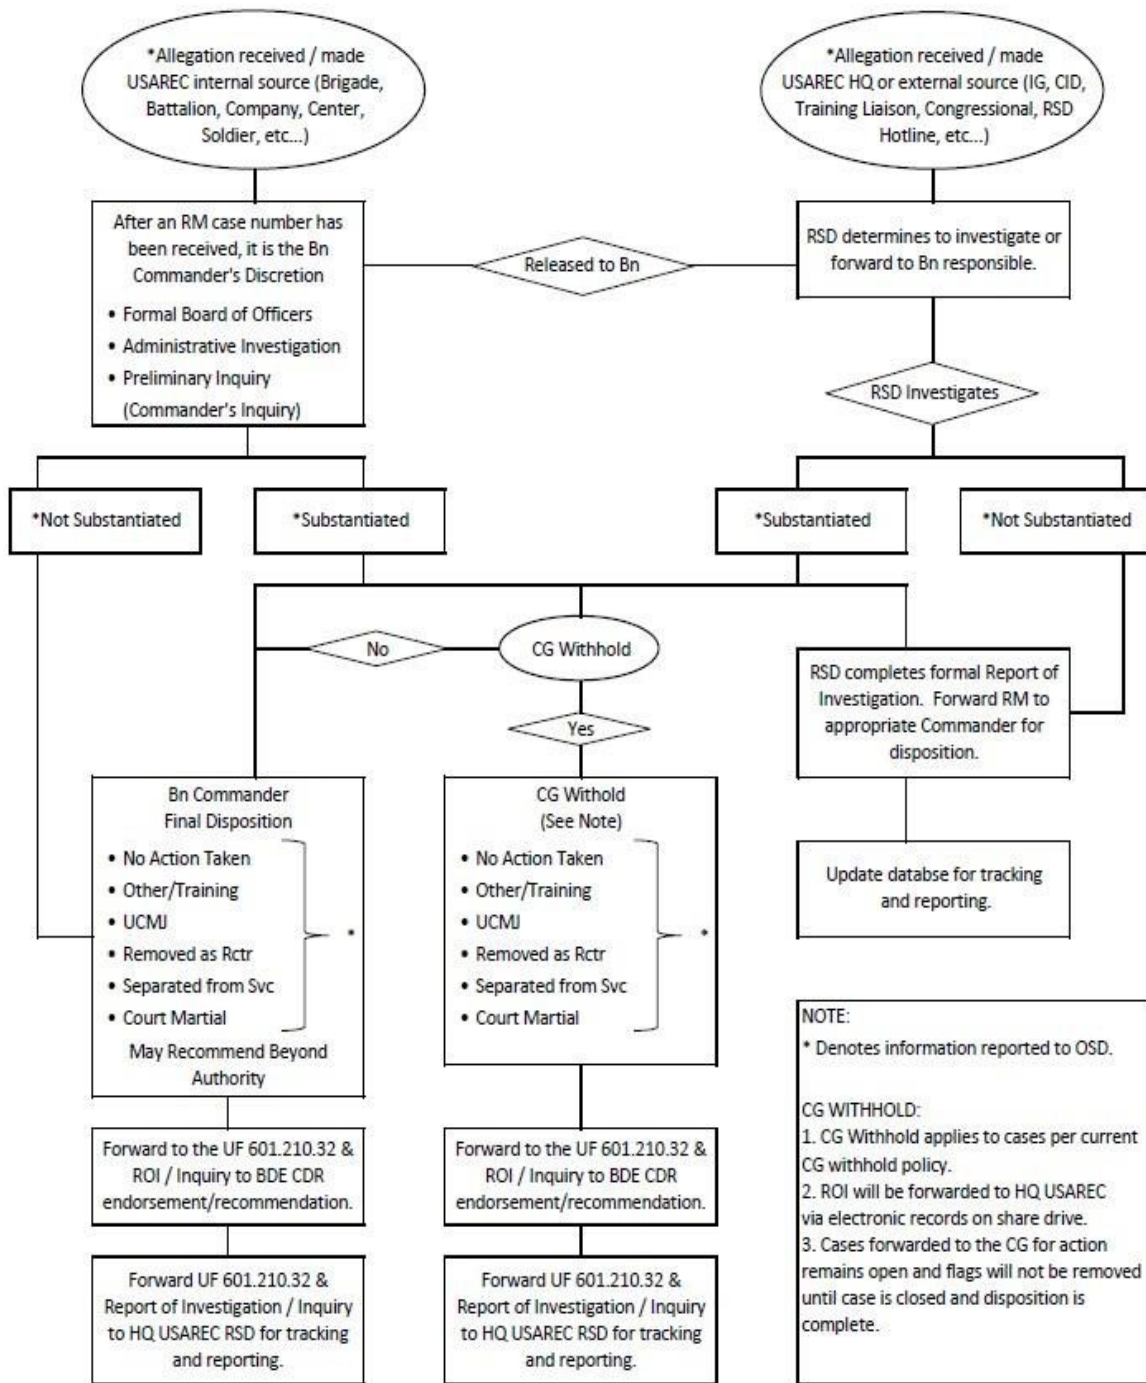 *Allegation received / made
USAREC internal source (Brigade,
Battalion, Company, Center,
Soldier, etc...)
*Allegation received / made
USAREC HQ or external source (IG, CID,
Training Liaison, Congressional, RSD
Hotline, etc...)
After an RM case number has
been received, it is the Bn
Commander's Discretion
• Formal Board of Officers
• Administrative Investigation
• Preliminary Inquiry
(Commander's Inquiry)
Released to Bn
RSD determines to investigate or
forward to Bn responsible.
RSD Investigates
*Not Substantiated
*Substantiated
*Substantiated
*Not Substantiated
No
CG Withhold
Yes
RSD completes formal Report of
Investigation. Forward RM to
appropriate Commander for
disposition.
Bn Commander
Final Disposition
• No Action Taken
• Other/Training
• UCMJ
• Removed as Rctr
• Separated from Svc
• Court Martial
*
May Recommend Beyond
Authority
CG Withold
(See Note)
• No Action Taken
• Other/Training
• UCMJ
• Removed as Rctr
• Separated from Svc
• Court Martial
*
Update databse for tracking
and reporting.
Forward to the UF 601.210.32 &
ROI / Inquiry to BDE CDR
endorsement/recommendation.
Forward to the UF 601.210.32 &
ROI / Inquiry to BDE CDR
endorsement/recommendation.
Forward UF 601.210.32 &
Report of Investigation / Inquiry
to HQ USAREC RSD for tracking
and reporting.
Forward UF 601.210.32 &
Report of Investigation / Inquiry
to HQ USAREC RSD for tracking
and reporting.
NOTE:
* Denotes information reported to OSD.
CG WITHHOLD:
1. CG Withhold applies to cases per current
CG withhold policy.
2. ROI will be forwarded to HQ USAREC
via electronic records on share drive.
3. Cases forwarded to the CG for action
remains open and flags will not be removed
until case is closed and disposition is
complete.